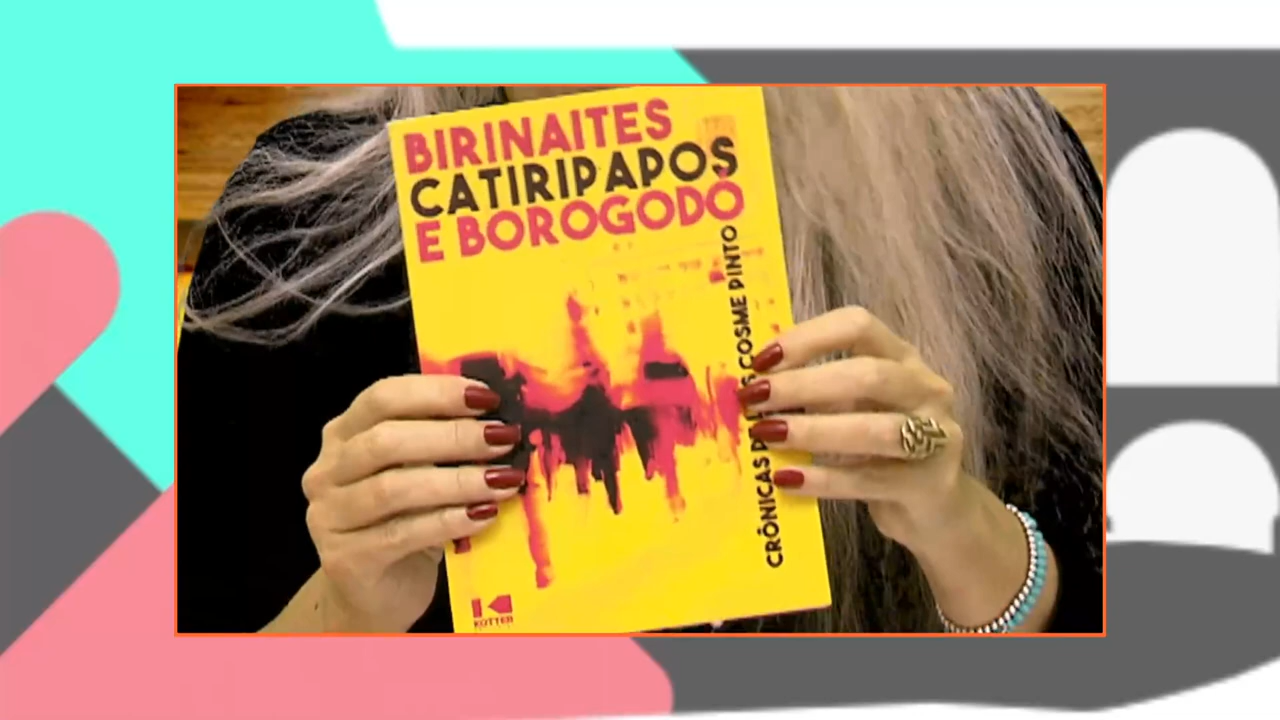 BIRINAITES
CATIRIPAPOS
E BOROGODÓ
CRÔNICAS COSME PINTO
KOTTER